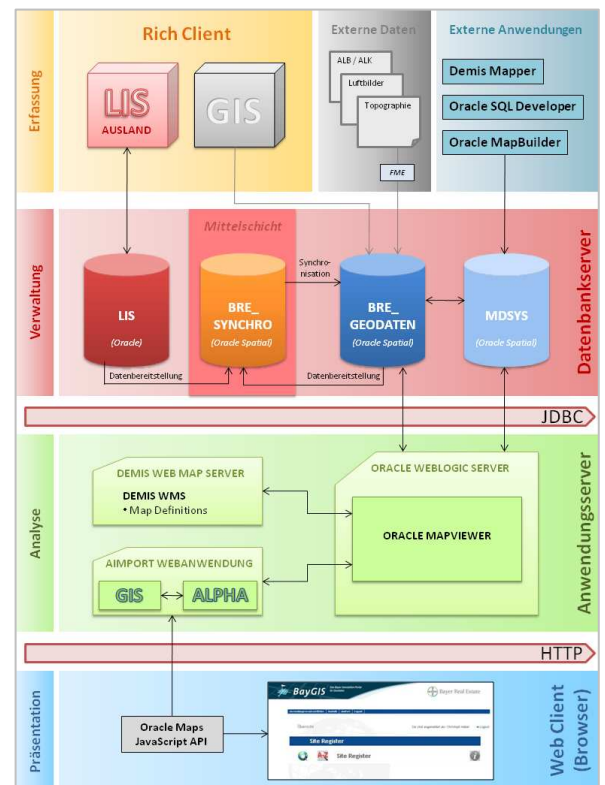 Erfassung
Rich Client
LIS
AUSLAND
GIS
Externe Daten
ALB / ALK
Luftbilder
Topographie
FME
Externe Anwendungen
Demis Mapper
Oracle SQL Developer
Oracle MapBuilder
Verwaltung
Mittelschicht
LIS
(Oracle)
BRE_
SYNCHRO
(Oracle Spatial)
Synchro-
nisation
BRE_
GEODATEN
(Oracle Spatial)
MDSYS
(Oracle Spatial)
Datenbereitstellung
Datenbereitstellung
Datenbankserver
JDBC
Analyse
DEMIS WEB MAP SERVER
DEMIS WMS
• Map Definitions
AIMPORT WEBANWENDUNG
GIS
ALPHA
ORACLE WEBLOGIC SERVER
ORACLE MAPVIEWER
Anwendungsserver
HTTP
Präsentation
Oracle Maps
JavaScript API
BayGIS
Bayer Real Estate
Site Register
Site Register
Web Client
(Browser)